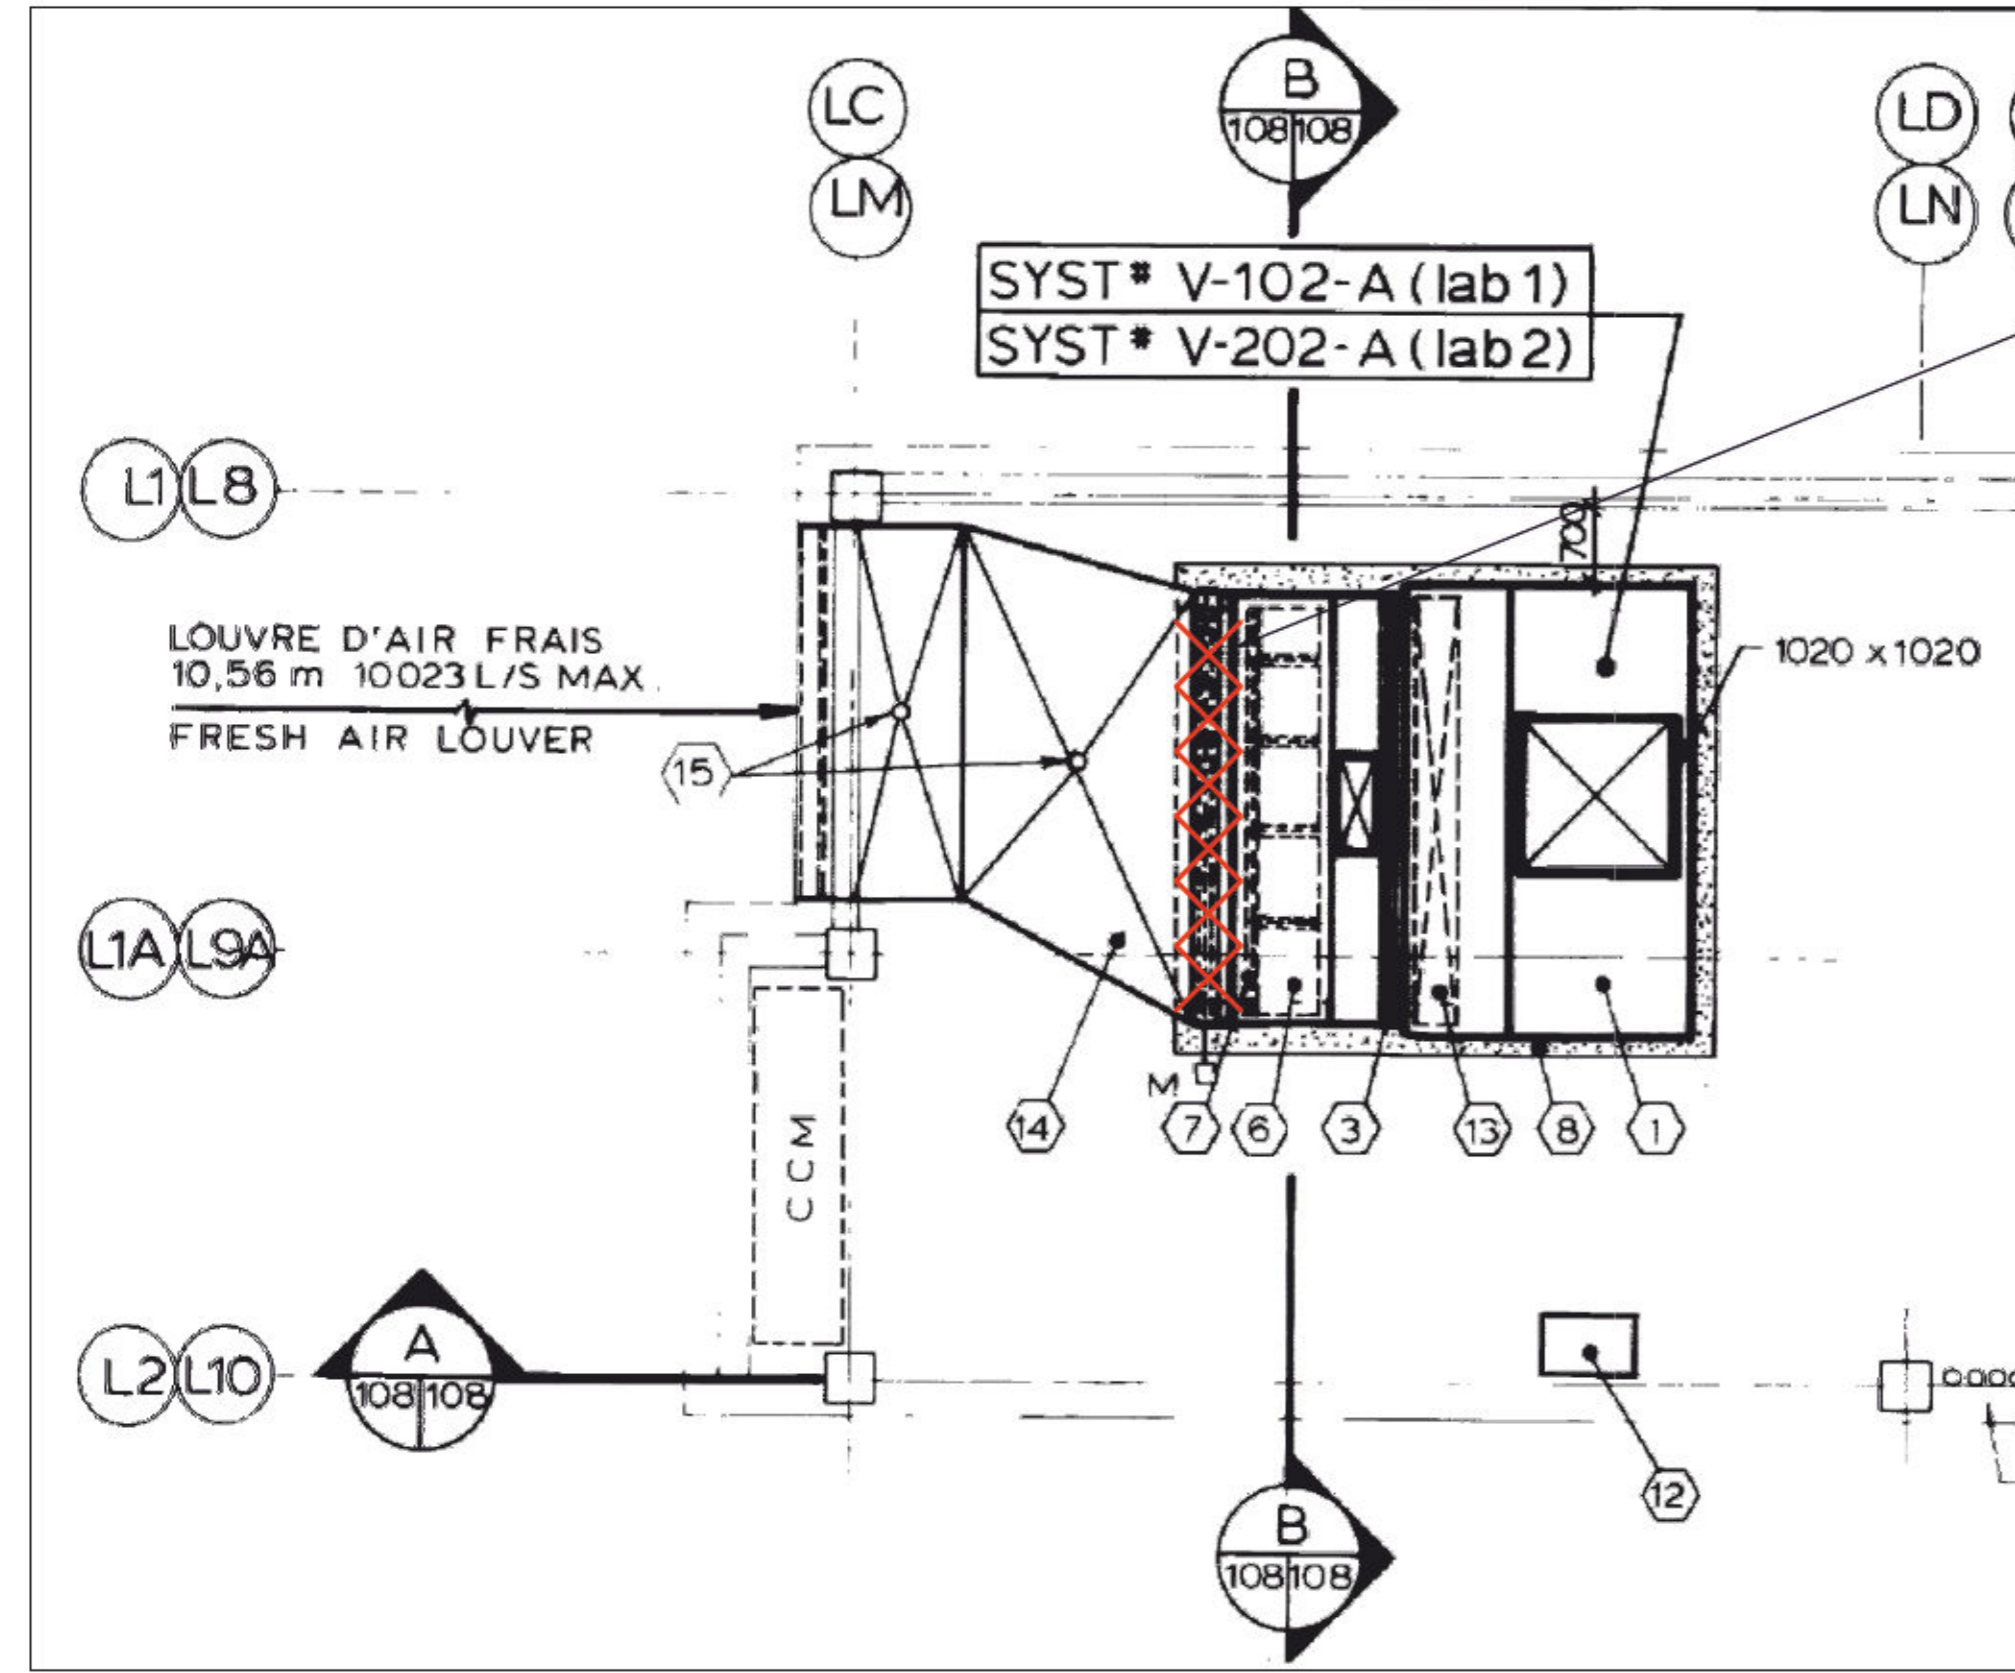 LC
LM
B
108 108
LD
LN
SYST# V-102-A (lab 1)
SYST# V-202-A (lab 2)
L1 L8
700
LOUVRE D'AIR FRAIS
10,56 m 10023 L/S MAX
FRESH AIR LOUVER
15
1020 x 1020
L1A L9A
M
14
7
6
3
13
8
1
CCM
A
108 108
L2 L10
12
B
108 108